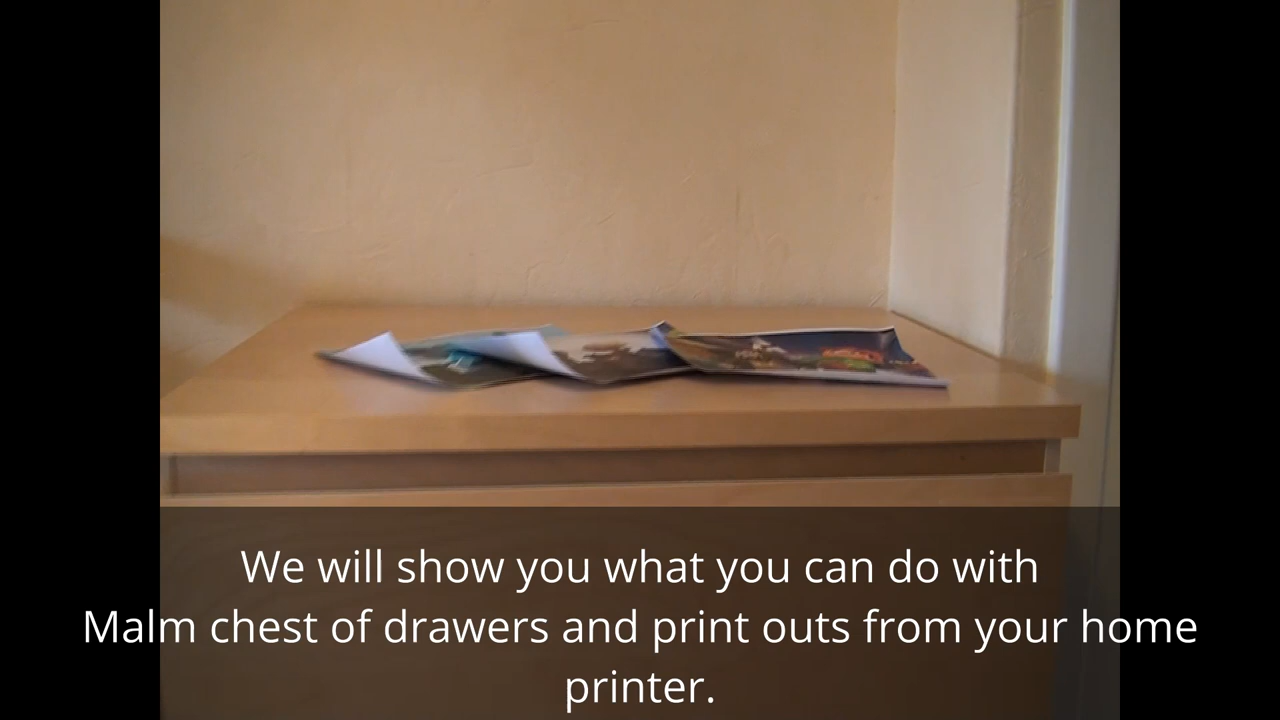 We will show you what you can do with
Malm chest of drawers and print outs from your home
printer.